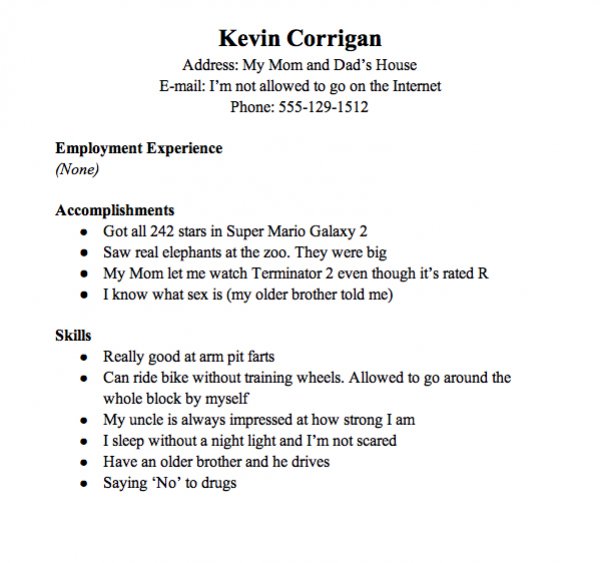 Kevin Corrigan
Address: My Mom and Dad’s House
E-mail: I’m not allowed to go on the Internet
Phone: 555-129-1512
Employment Experience
(None)
Accomplishments
● Got all 242 stars in Super Mario Galaxy 2
● Saw real elephants at the zoo. They were big
● My Mom let me watch Terminator 2 even though it’s rated R
● I know what sex is (my older brother told me)
Skills
● Really good at arm pit farts
● Can ride bike without training wheels. Allowed to go around the
whole block by myself
● My uncle is always impressed at how strong I am
● I sleep without a night light and I’m not scared
● Have an older brother and he drives
● Saying ‘No’ to drugs